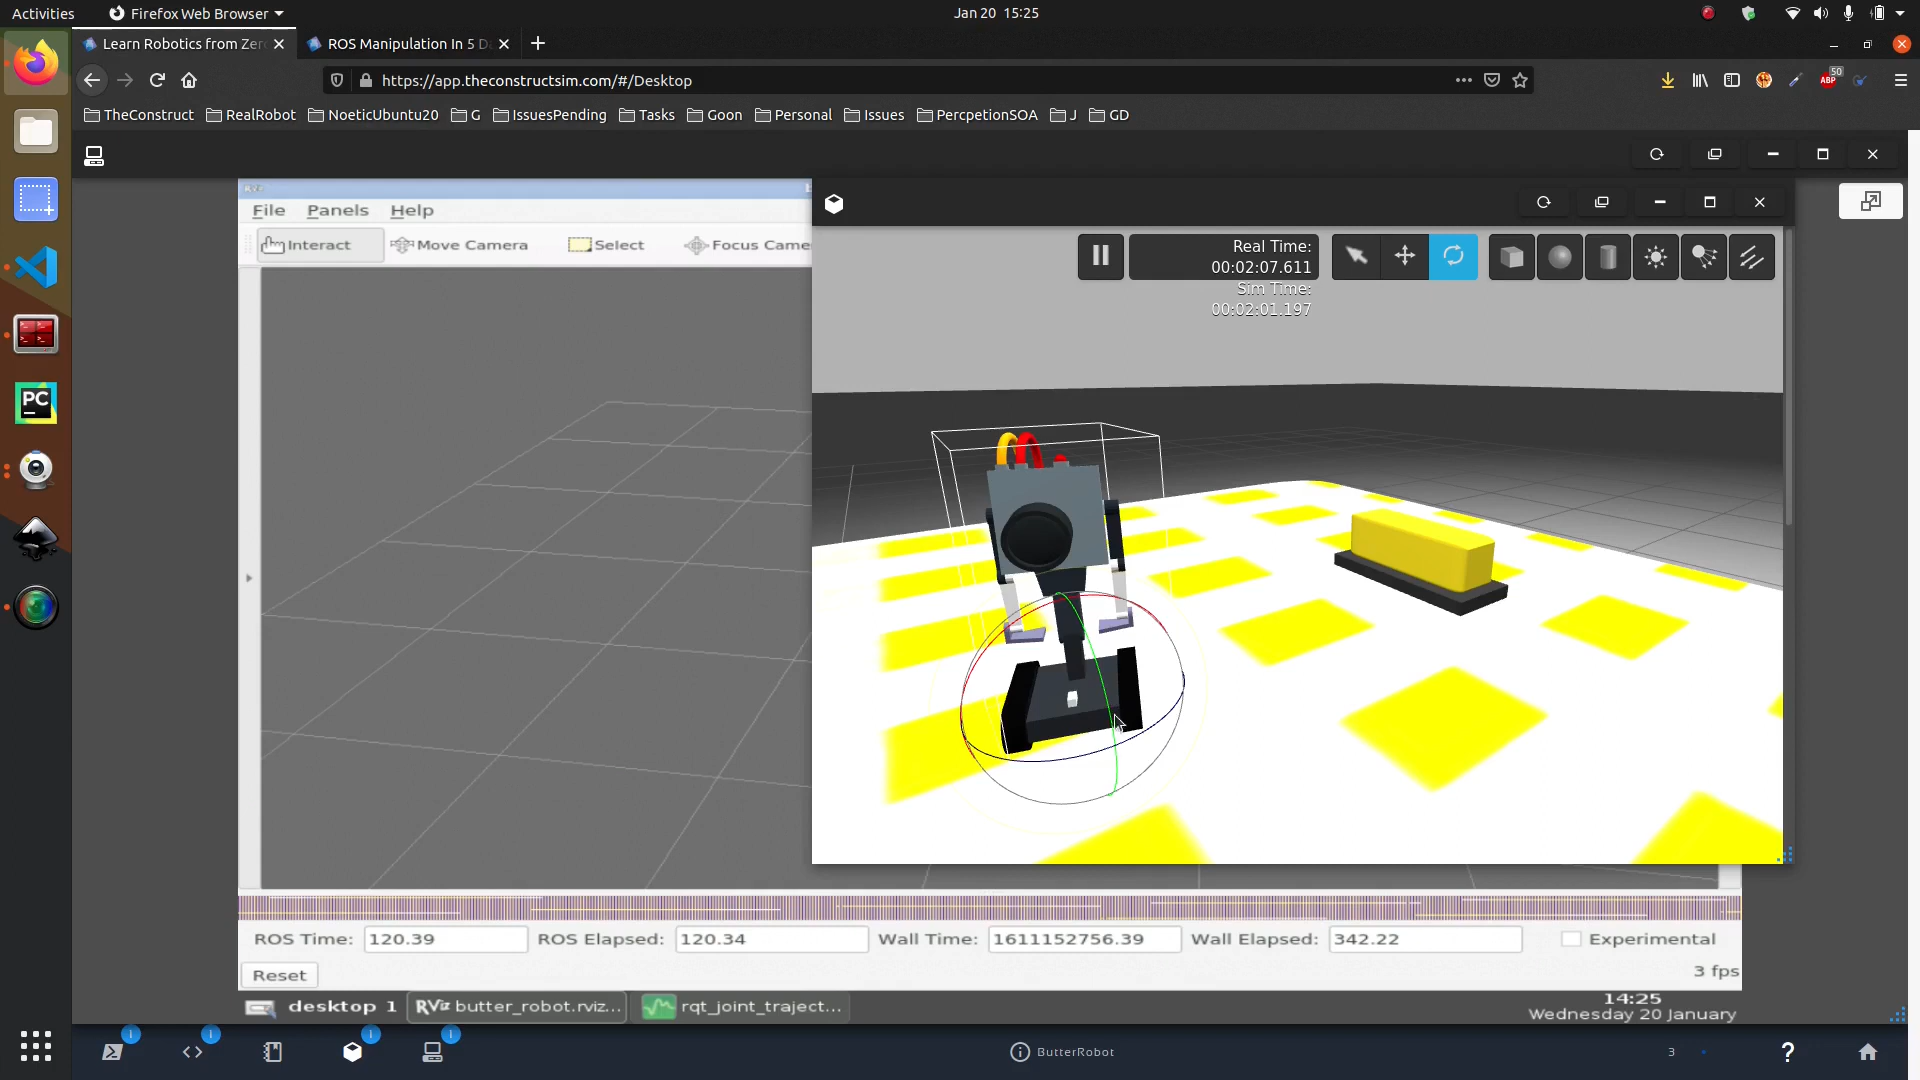 Activities
Firefox Web Browser
Jan 20 15:25
Learn Robotics from Zer
ROS Manipulation In 5 D
https://app.theconstructsim.com/#/Desktop
50
ABP
TheConstruct
RealRobot
NoeticUbuntu20
G
IssuesPending
Tasks
Goon
Personal
Issues
PercpetionSOA
J
GD
File
Panels
Help
Interact
Move Camera
Select
Focus Came
Real Time:
00:02:07.611
Sim Time:
00:02:01.197
PC
ROS Time:
120.39
ROS Elapsed:
120.34
Wall Time:
1611152756.39
Wall Elapsed:
342.22
Experimental
Reset
3 fps
desktop 1
RViz butter_robot.rviz...
rqt_joint_traject...
14:25
Wednesday 20 January
ButterRobot
3
?